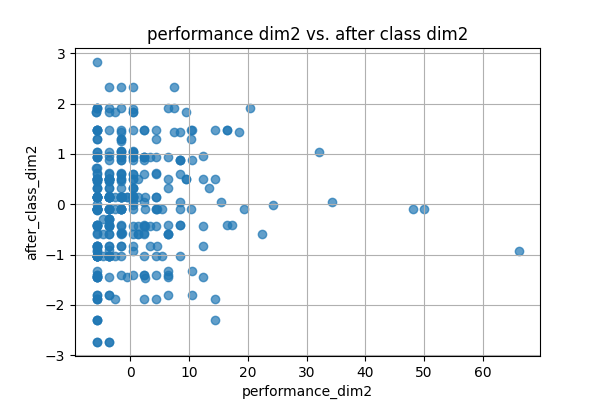 performance dim2 vs. after class dim2
3
2
1
0
−1
−2
−3
after_class_dim2
0 10 20 30 40 50 60
performance_dim2